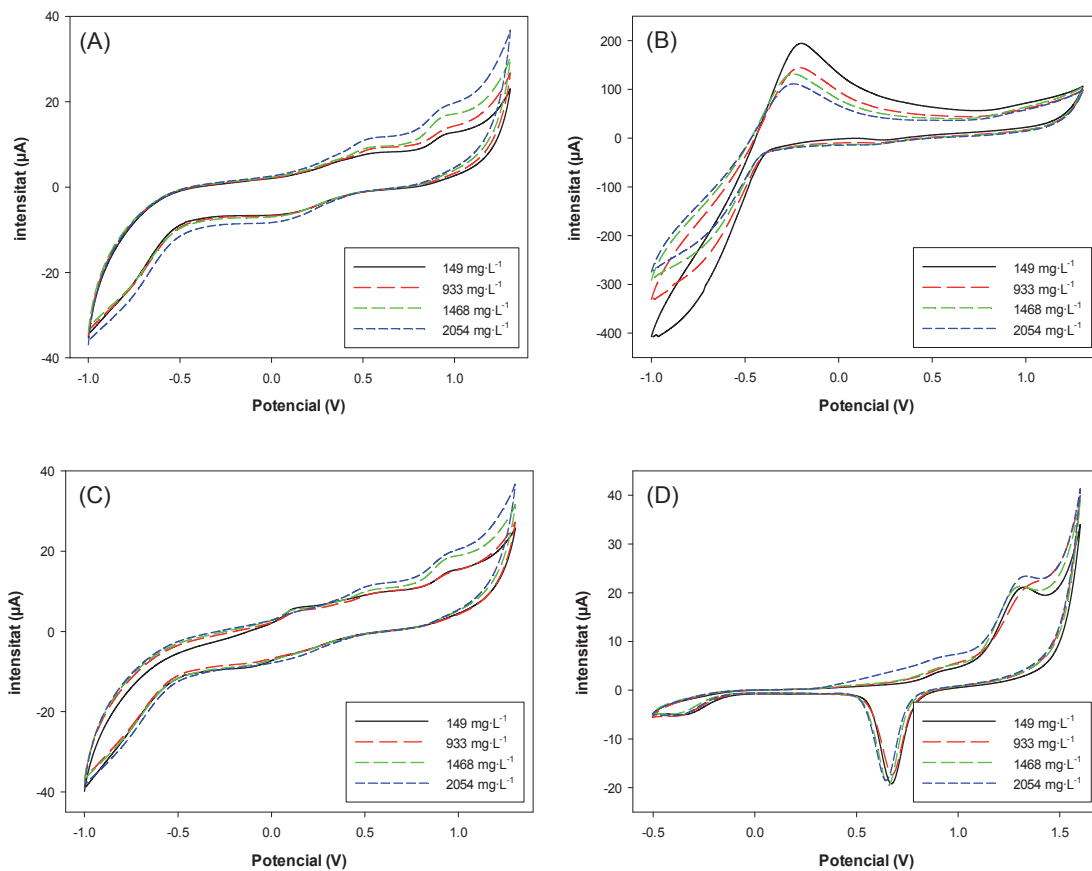 (A)
40
20
0
-20
-40
intensitat (µA)
-1.0 -0.5 0.0 0.5 1.0
Potencial (V)
149 mg·L⁻¹
933 mg·L⁻¹
1468 mg·L⁻¹
2054 mg·L⁻¹
(B)
200
100
0
-100
-200
-300
-400
intensitat (µA)
-1.0 -0.5 0.0 0.5 1.0
Potencial (V)
149 mg·L⁻¹
933 mg·L⁻¹
1468 mg·L⁻¹
2054 mg·L⁻¹
(C)
40
20
0
-20
-40
intensitat (µA)
-1.0 -0.5 0.0 0.5 1.0
Potencial (V)
149 mg·L⁻¹
933 mg·L⁻¹
1468 mg·L⁻¹
2054 mg·L⁻¹
(D)
40
30
20
10
0
-10
-20
intensitat (µA)
-0.5 0.0 0.5 1.0 1.5
Potencial (V)
149 mg·L⁻¹
933 mg·L⁻¹
1468 mg·L⁻¹
2054 mg·L⁻¹